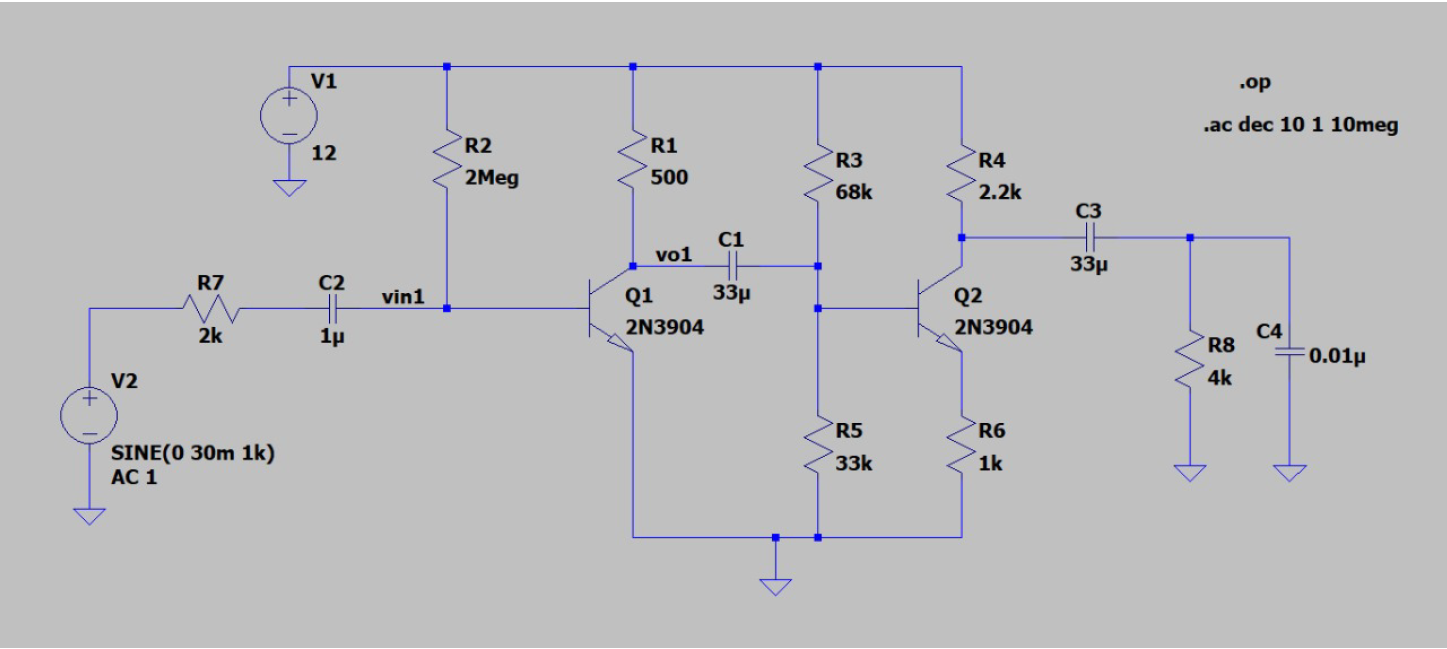 V1
12
.op
.ac dec 10 1 10meg
R2
2Meg
R1
500
R3
68k
R4
2.2k
C3
33µ
vo1
C1
33µ
R7
2k
C2
1µ
vin1
Q1
2N3904
Q2
2N3904
R8
4k
C4
0.01µ
V2
SINE(0 30m 1k)
AC 1
R5
33k
R6
1k